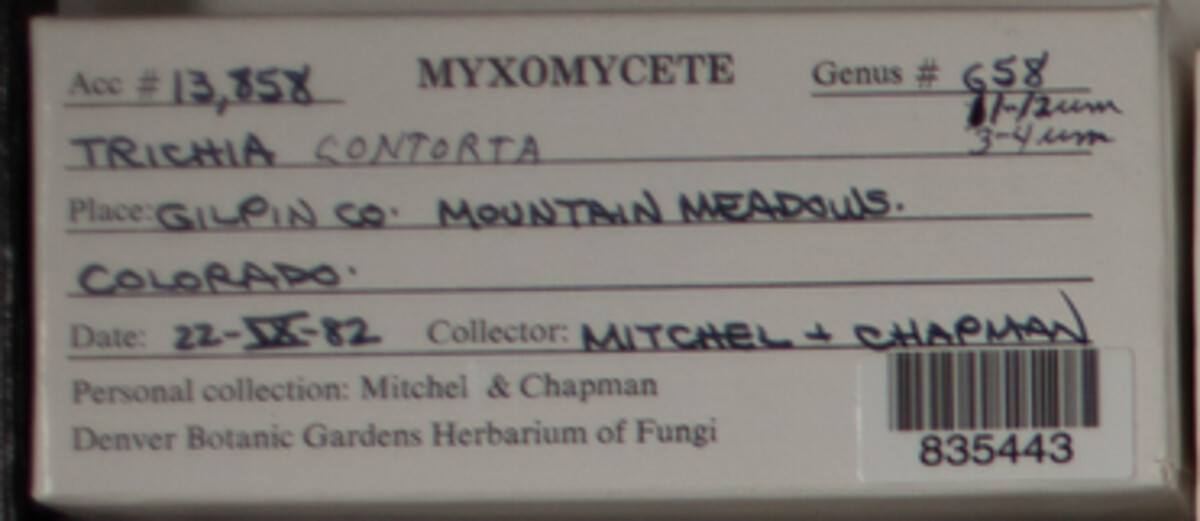 Acc # 13,858 MYXOMYCETE Genus # G58
11-12um
TRICHIA CONTORTA 3-4um
Place: GILPIN CO. MOUNTAIN MEADOWS.
COLORADO.
Date: 22-IX-82 Collector: MITCHEL + CHAPMAN
Personal collection: Mitchel & Chapman
Denver Botanic Gardens Herbarium of Fungi
835443